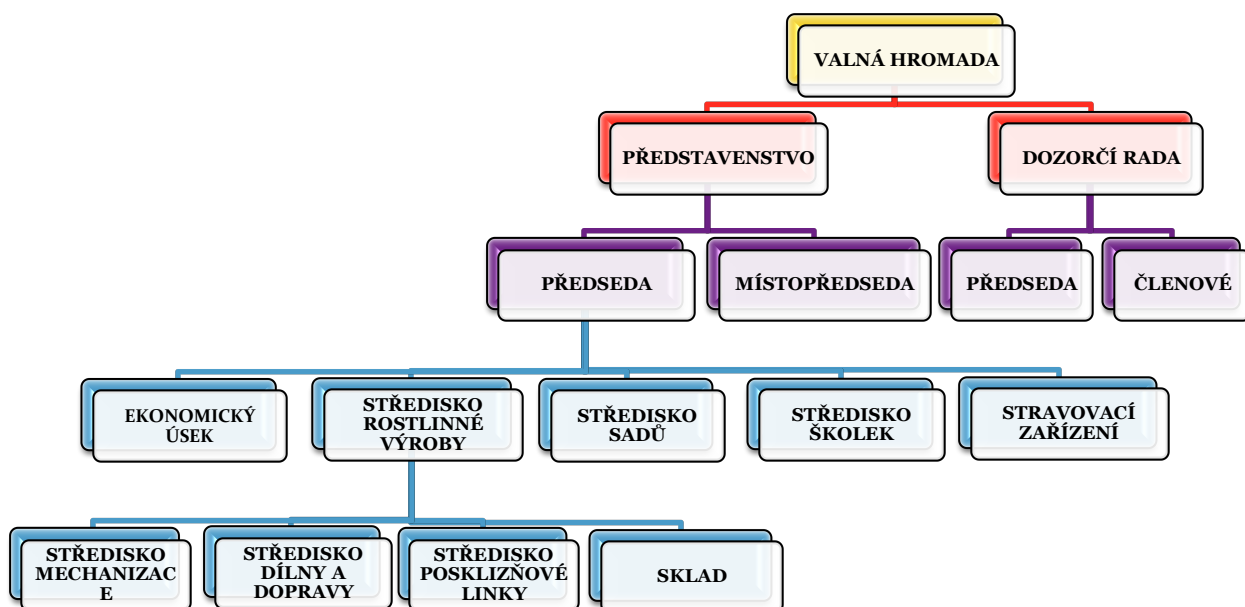 VALNÁ HROMADA
PŘEDSTAVENSTVO
DOZORČÍ RADA
PŘEDSEDA
MÍSTOPŘEDSEDA
PŘEDSEDA
ČLENOVÉ
EKONOMICKÝ
ÚSEK
STŘEDISKO
ROSTLINNÉ
VÝROBY
STŘEDISKO
SADŮ
STŘEDISKO
ŠKOLEK
STRAVOVACÍ
ZAŘÍZENÍ
STŘEDISKO
MECHANIZAC
E
STŘEDISKO
DÍLNY A
DOPRAVY
STŘEDISKO
POSKLIZŇOVÉ
LINKY
SKLAD